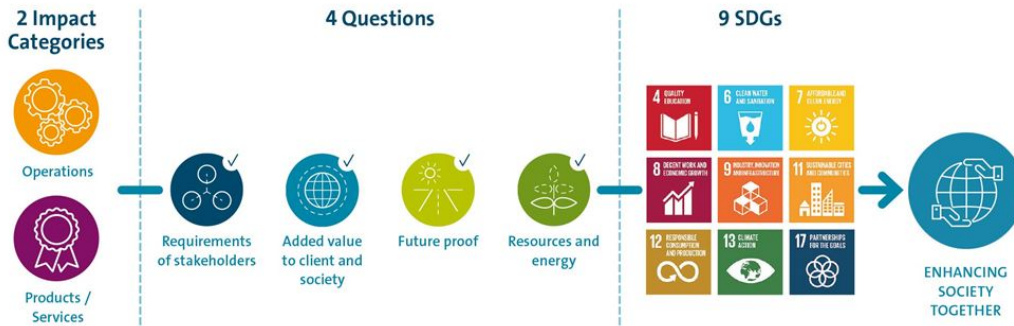 2 Impact
Categories
4 Questions
9 SDGs
Operations
Products /
Services
Requirements
of stakeholders
Added value
to client and
society
Future proof
Resources and
energy
4 QUALITY
EDUCATION
6 CLEAN WATER
AND SANITATION
7 AFFORDABLE AND
CLEAN ENERGY
8 DECENT WORK AND
ECONOMIC GROWTH
9 INDUSTRY, INNOVATION
AND INFRASTRUCTURE
11 SUSTAINABLE CITIES
AND COMMUNITIES
12 RESPONSIBLE
CONSUMPTION
AND PRODUCTION
13 CLIMATE
ACTION
17 PARTNERSHIPS
FOR THE GOALS
ENHANCING
SOCIETY
TOGETHER